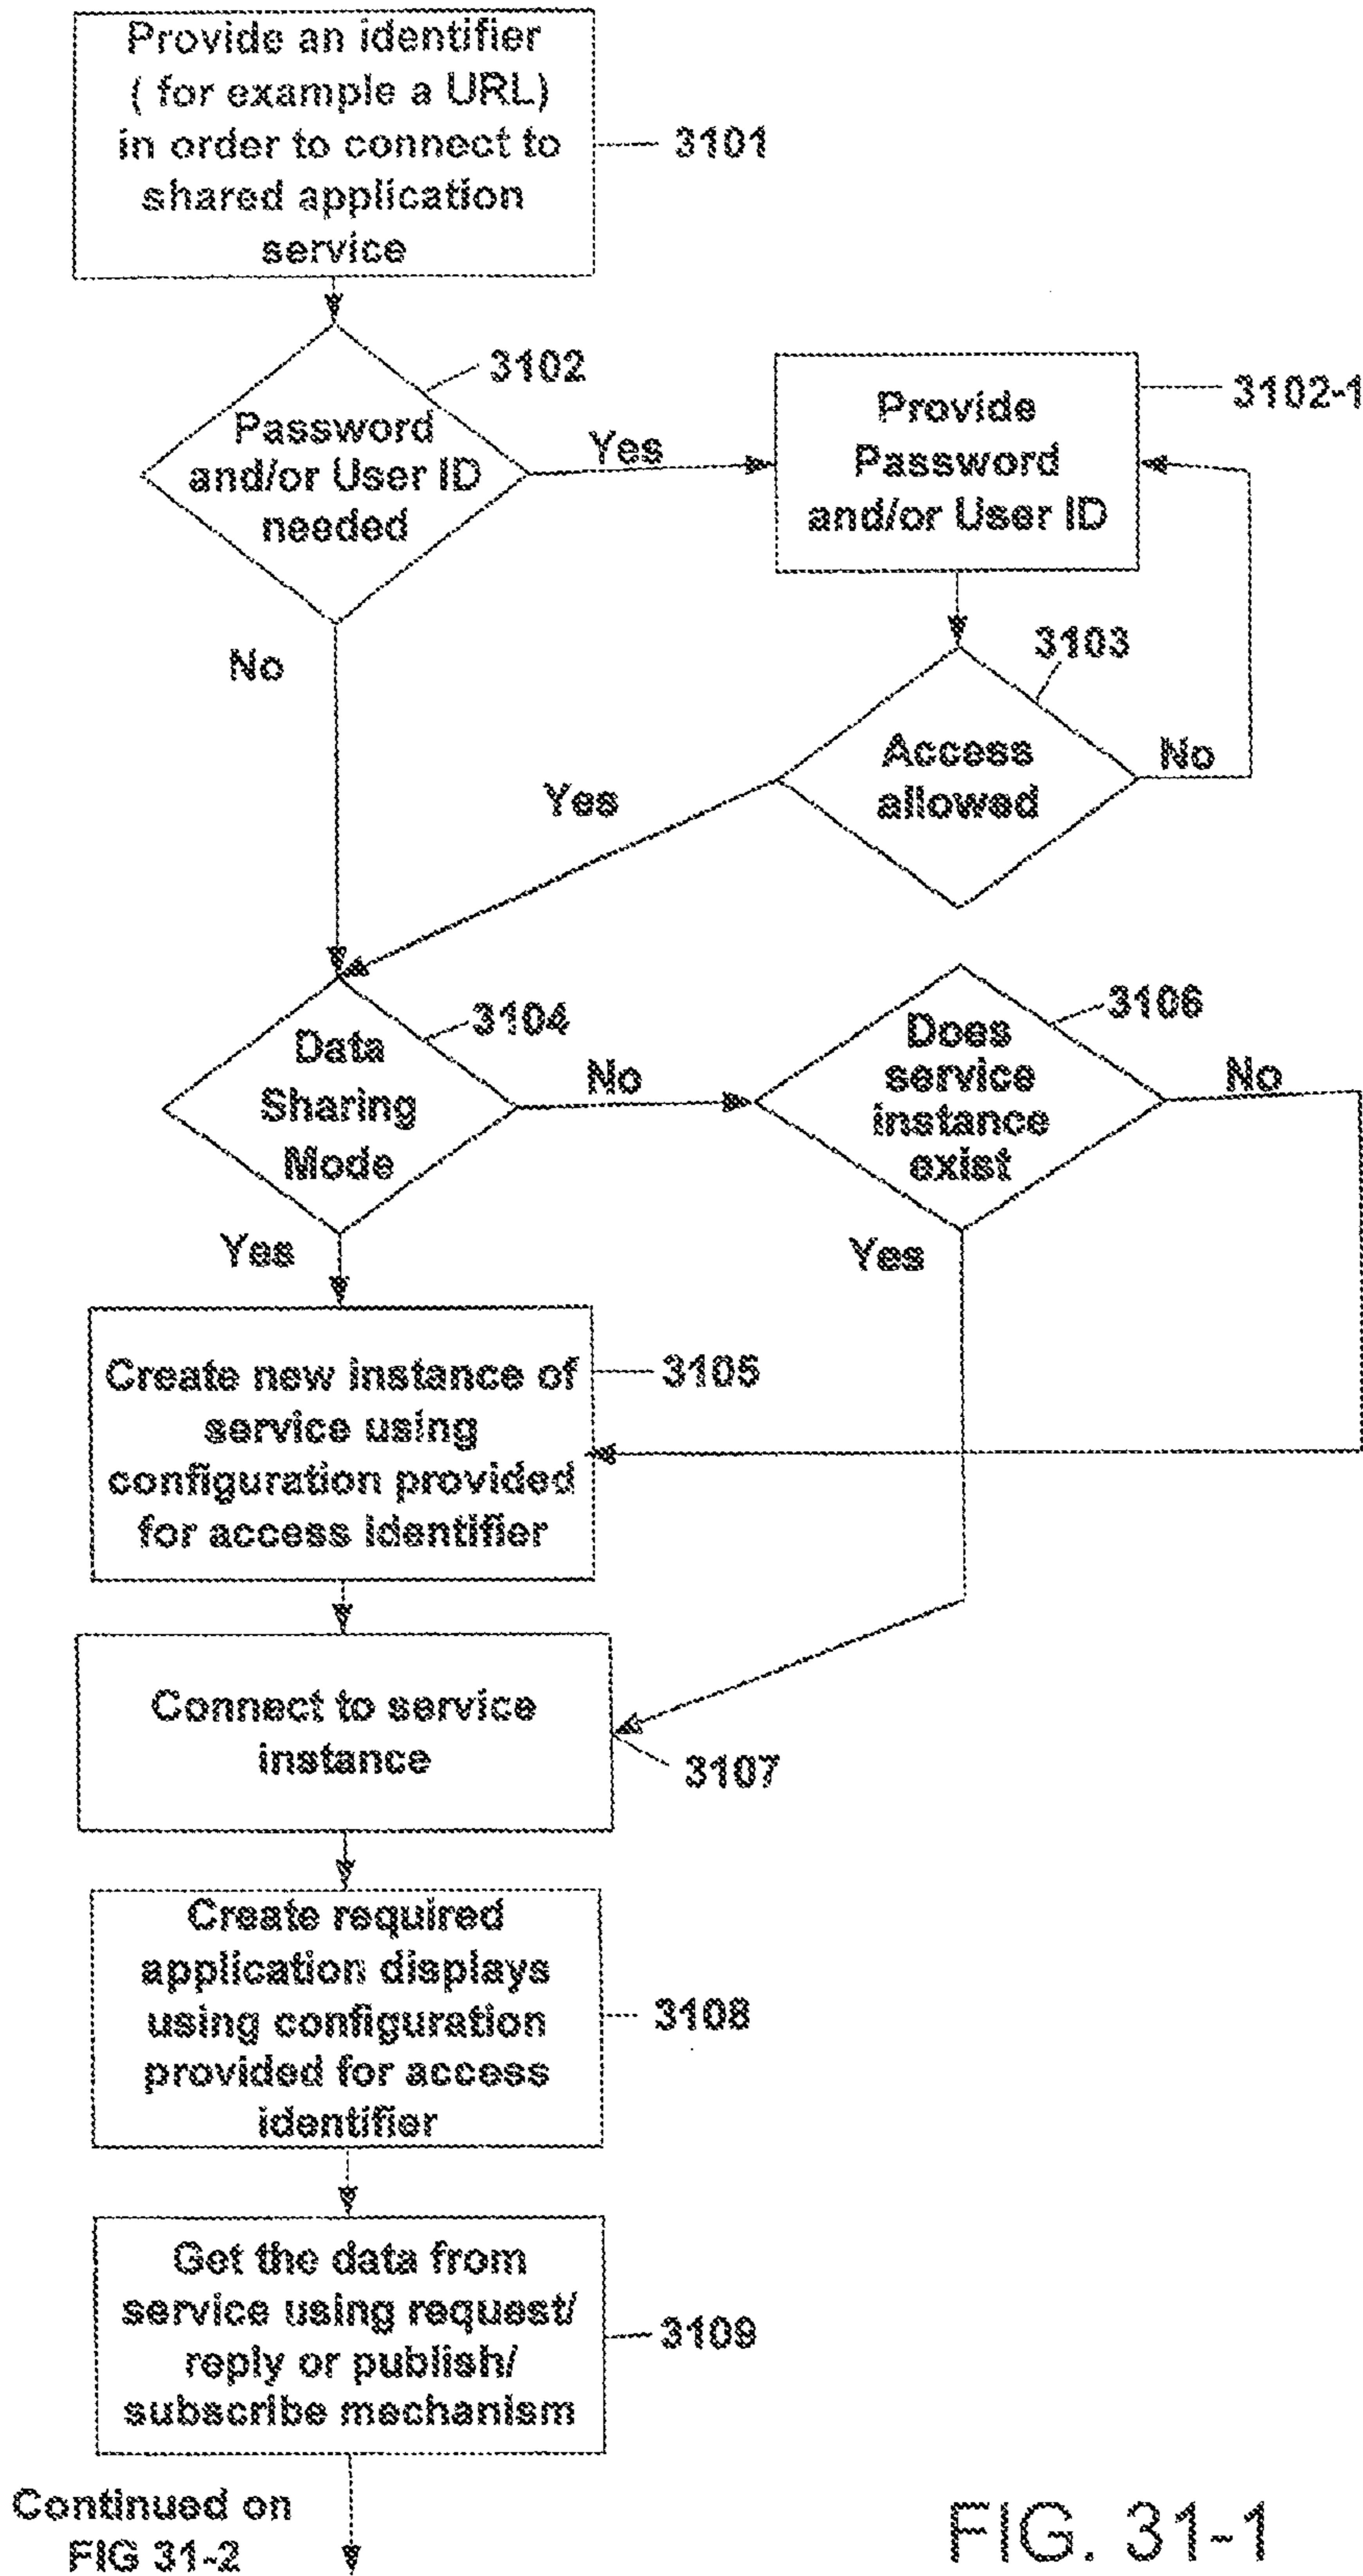 Provide an identifier
( for example a URL)
in order to connect to
shared application
service
3101
3102
Password
and/or User ID
needed
Yes
No
Provide
Password
and/or User ID
3102-1
3103
Access
allowed
No
Yes
3104
Data
Sharing
Mode
No
Yes
3106
Does
service
instance
exist
No
Yes
Create new instance of
service using
configuration provided
for access identifier
3105
Connect to service
instance
3107
Create required
application displays
using configuration
provided for access
identifier
3108
Get the data from
service using request/
reply or publish/
subscribe mechanism
3109
Continued on
FIG 31-2
FIG. 31-1